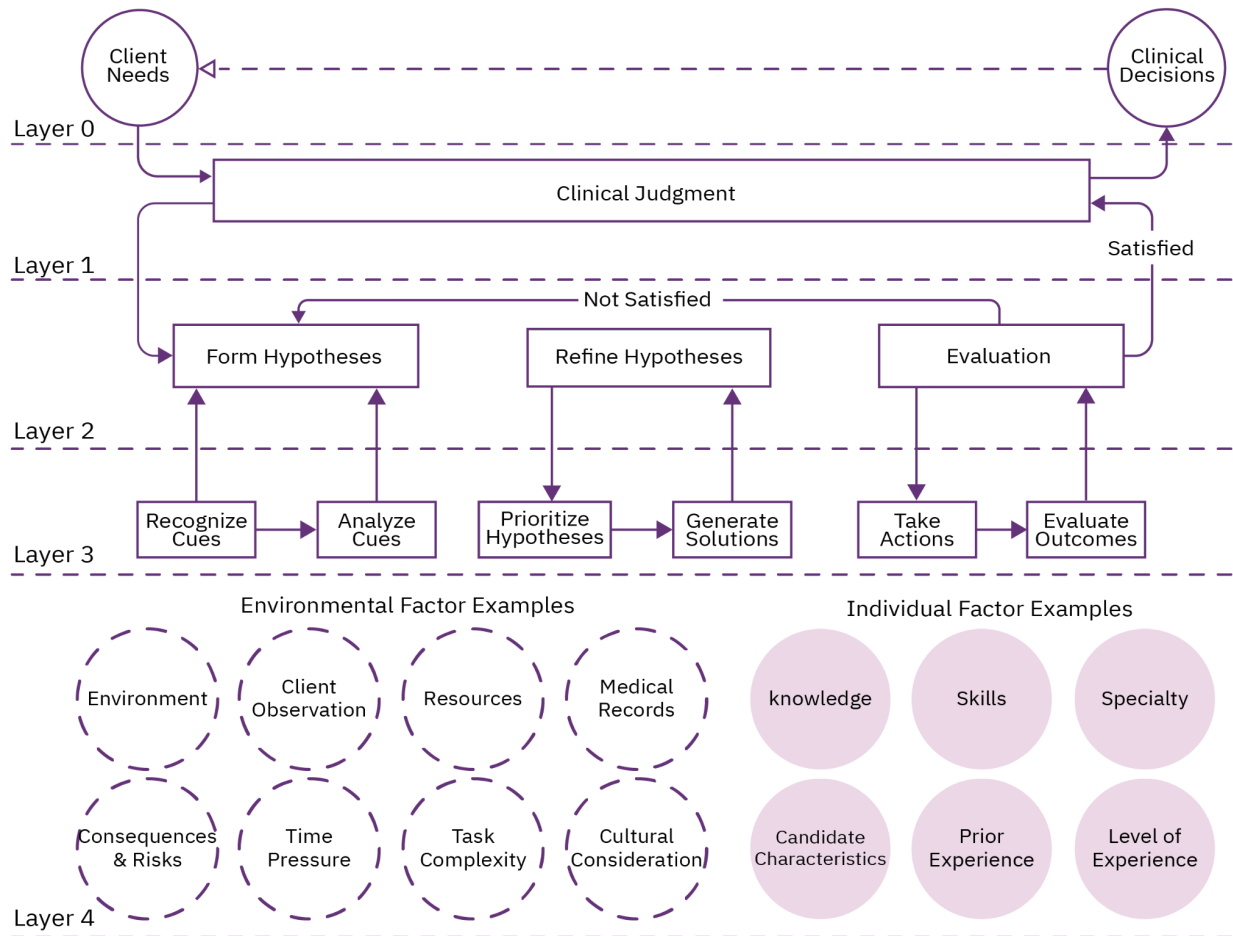 Client
Needs
Clinical
Decisions
Layer 0
Clinical Judgment
Satisfied
Layer 1
Not Satisfied
Form Hypotheses
Refine Hypotheses
Evaluation
Layer 2
Recognize
Cues
Analyze
Cues
Prioritize
Hypotheses
Generate
Solutions
Take
Actions
Evaluate
Outcomes
Layer 3
Environmental Factor Examples
Individual Factor Examples
Environment
Client
Observation
Resources
Medical
Records
knowledge
Skills
Specialty
Consequences
& Risks
Time
Pressure
Task
Complexity
Cultural
Consideration
Candidate
Characteristics
Prior
Experience
Level of
Experience
Layer 4